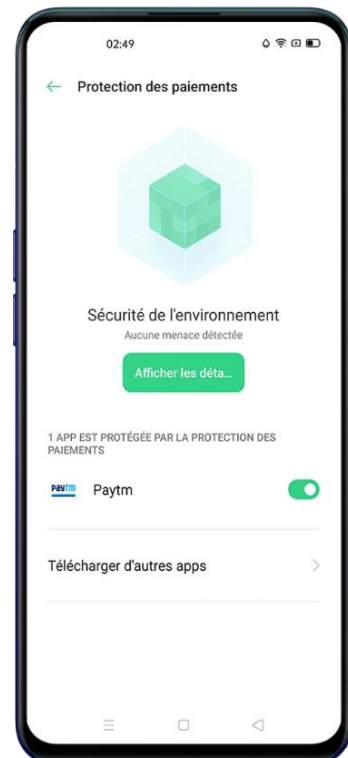 02:49
Protection des paiements
Sécurité de l'environnement
Aucune menace détectée
Afficher les déta...
1 APP EST PROTÉGÉE PAR LA PROTECTION DES
PAIEMENTS
Paytm Paytm
Télécharger d'autres apps